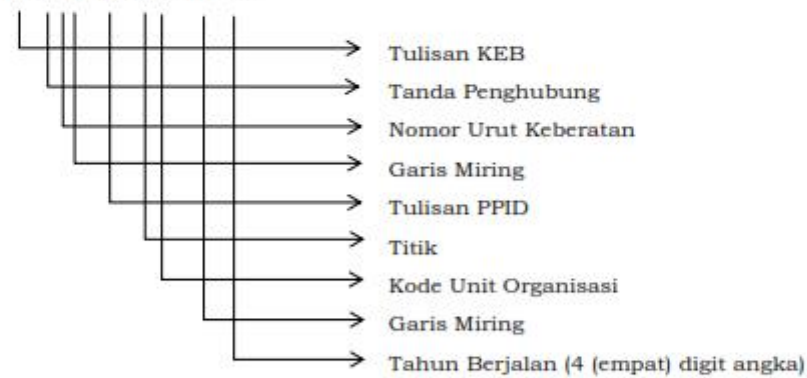 Tulisan KEB
Tanda Penghubung
Nomor Urut Keberatan
Garis Miring
Tulisan PPID
Titik
Kode Unit Organisasi
Garis Miring
Tahun Berjalan (4 (empat) digit angka)